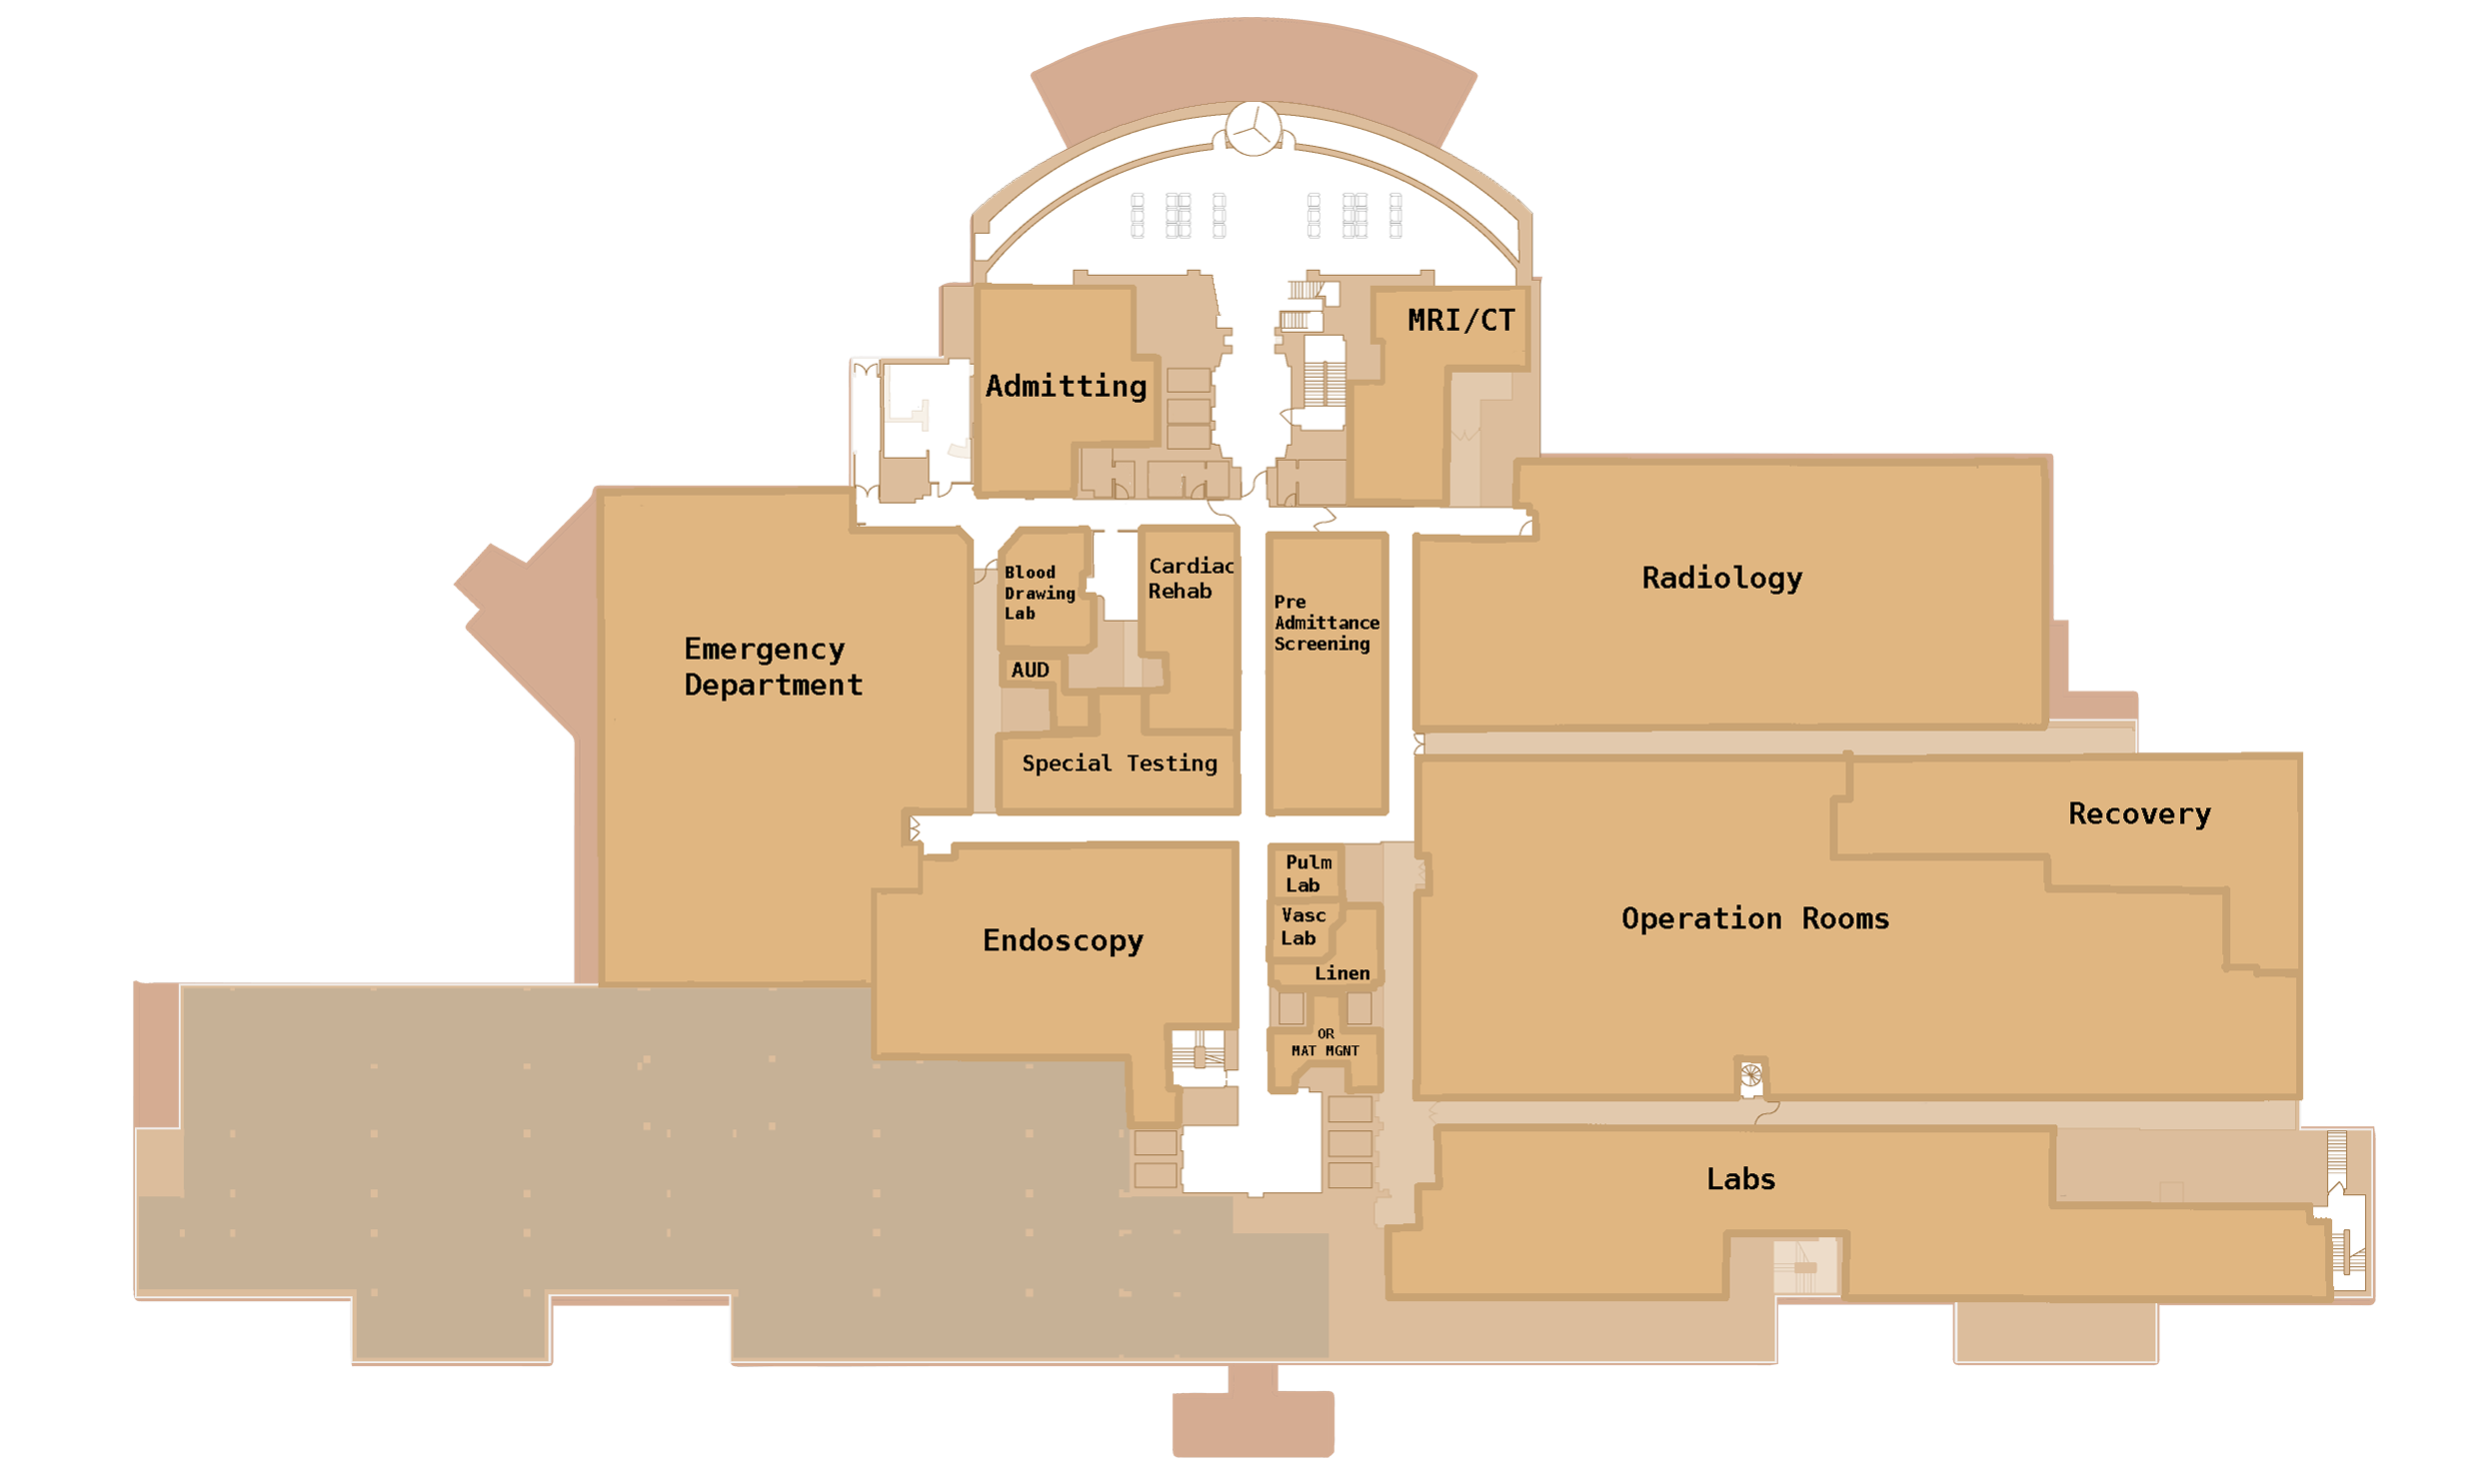 MRI/CT
Admitting
Blood
Drawing
Lab
Cardiac
Rehab
Pre
Admittance
Screening
Radiology
Emergency
Department
AUD
Special Testing
Recovery
Pulm
Lab
Vasc
Lab
Linen
Endoscopy
Operation Rooms
OR
MAT MGNT
Labs